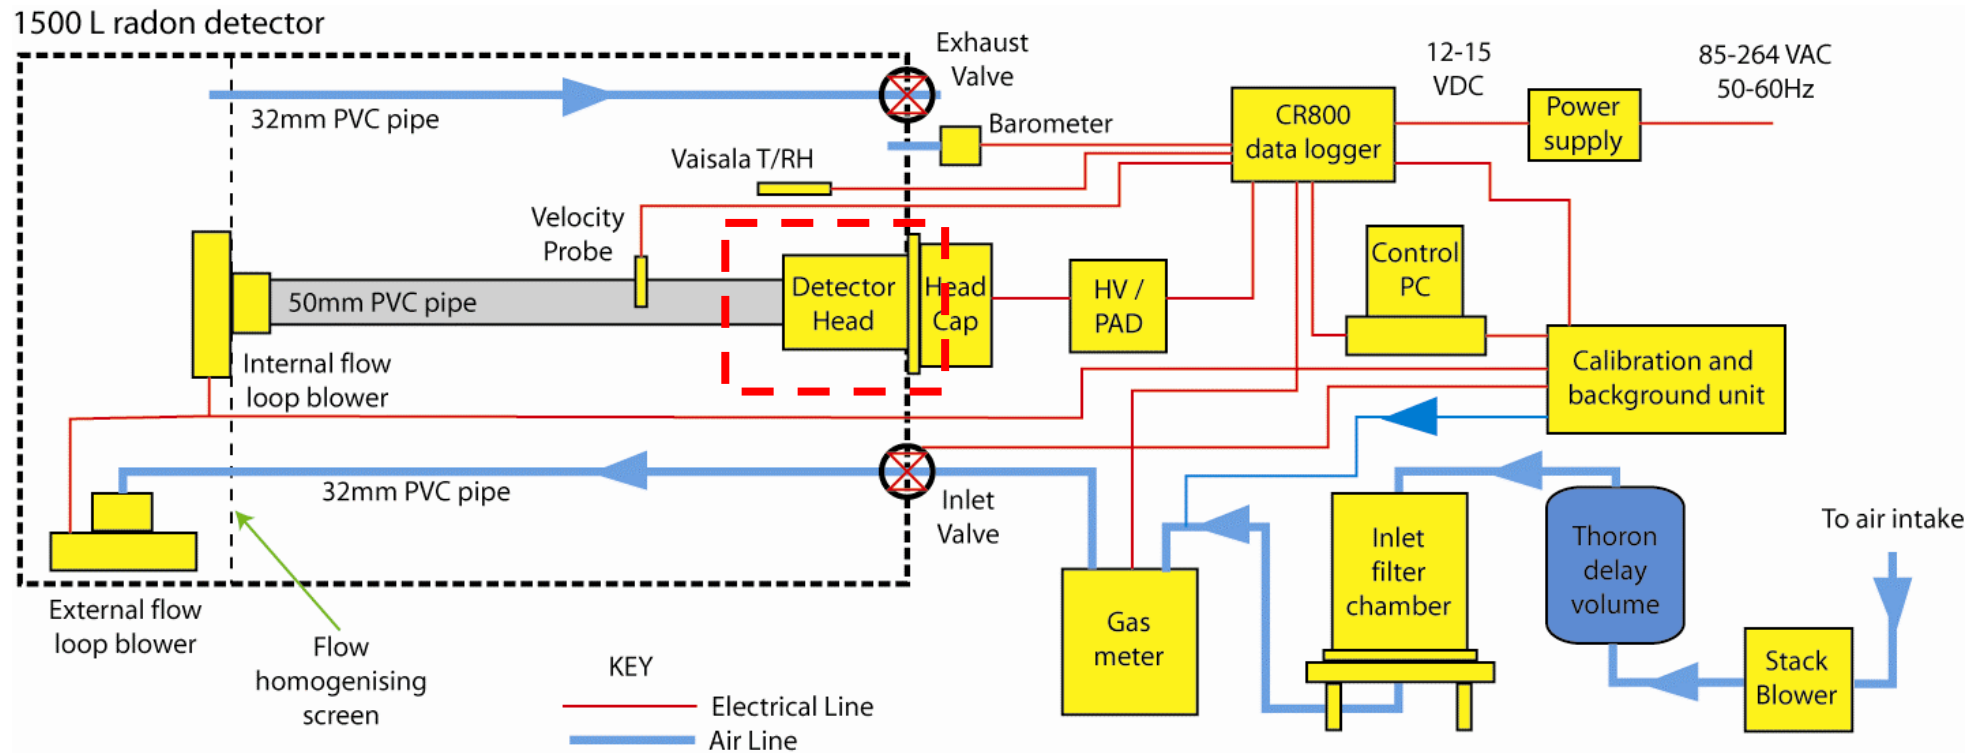 1500 L radon detector
Exhaust
Valve
12-15
VDC
85-264 VAC
50-60Hz
32mm PVC pipe
Barometer
CR800
data logger
Power
supply
Vaisala T/RH
Velocity
Probe
Control
PC
50mm PVC pipe
Detector
Head
Head
Cap
HV /
PAD
Internal flow
loop blower
Calibration and
background unit
32mm PVC pipe
Inlet
Valve
To air intake
Inlet
filter
chamber
Thoron
delay
volume
External flow
loop blower
Gas
meter
Flow
homogenising
screen
Stack
Blower
KEY
Electrical Line
Air Line